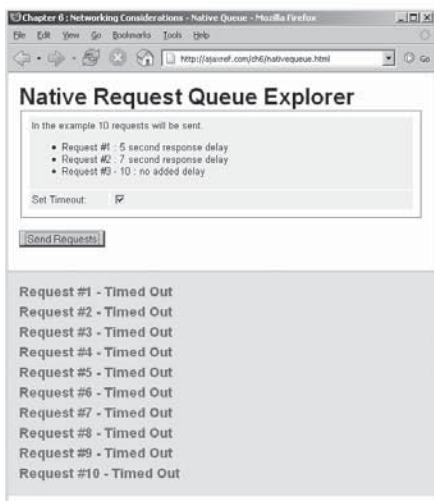 Chapter 6 : Networking Considerations - Native Queue - Mozilla Firefox
File Edit View Go Bookmarks Tools Help
http://ajaxref.com/ch6/nativequeue.html Go
Native Request Queue Explorer
In the example 10 requests will be sent.
• Request #1 : 5 second response delay
• Request #2 : 7 second response delay
• Request #3 - 10 : no added delay
Set Timeout:
Send Requests
Request #1 - Timed Out
Request #2 - Timed Out
Request #3 - Timed Out
Request #4 - Timed Out
Request #5 - Timed Out
Request #6 - Timed Out
Request #7 - Timed Out
Request #8 - Timed Out
Request #9 - Timed Out
Request #10 - Timed Out